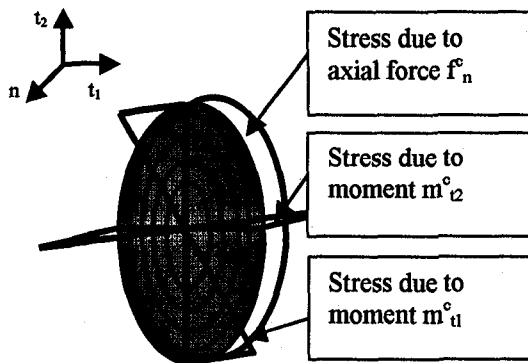 t₂
n
t₁
Stress due to
axial force fᶜₙ
Stress due to
moment mᶜₜ₂
Stress due to
moment mᶜₜ₁